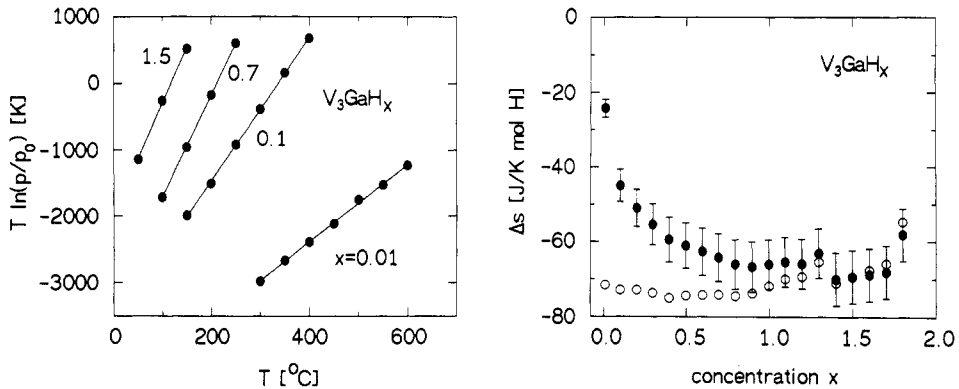 1000
0
-1000
-2000
-3000
T ln(p/p₀) [K]
1.5
0.7
V₃GaHₓ
0.1
x=0.01
0 200 400 600
T [°C]
-0
-20
-40
-60
-80
Δs [J/K mol H]
V₃GaHₓ
0.0 0.5 1.0 1.5 2.0
concentration x